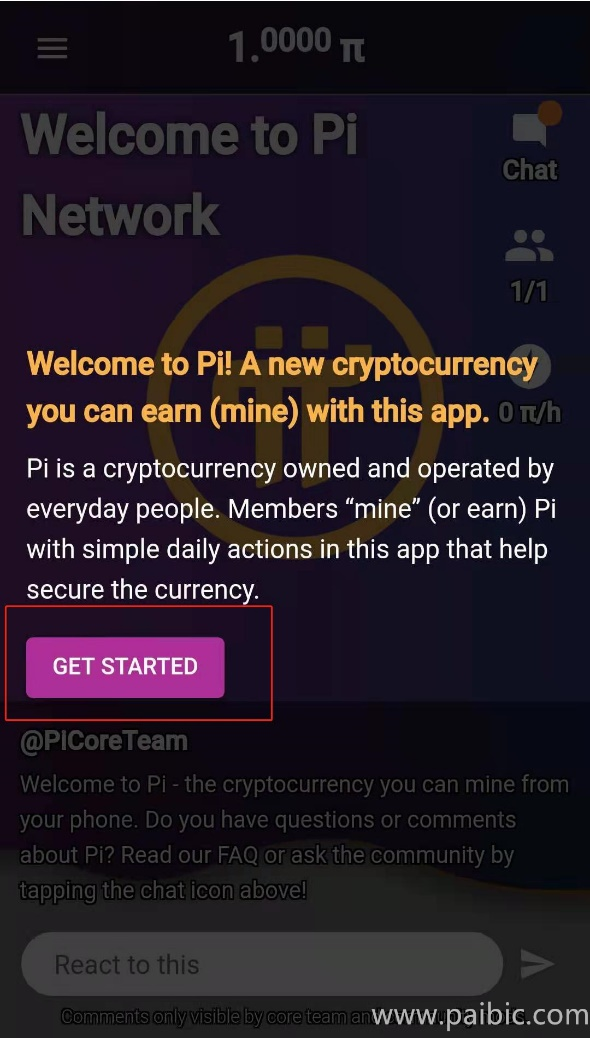 1.0000 π
Welcome to Pi
Network
Chat
1/1
Welcome to Pi! A new cryptocurrency
you can earn (mine) with this app.
0 π/h
Pi is a cryptocurrency owned and operated by
everyday people. Members “mine” (or earn) Pi
with simple daily actions in this app that help
secure the currency.
GET STARTED
@PiCoreTeam
Welcome to Pi - the cryptocurrency you can mine from
your phone. Do you have questions or comments
about Pi? Read our FAQ or ask the community by
tapping the chat icon above!
React to this
Comments only visible by core team and
www.paibic.com